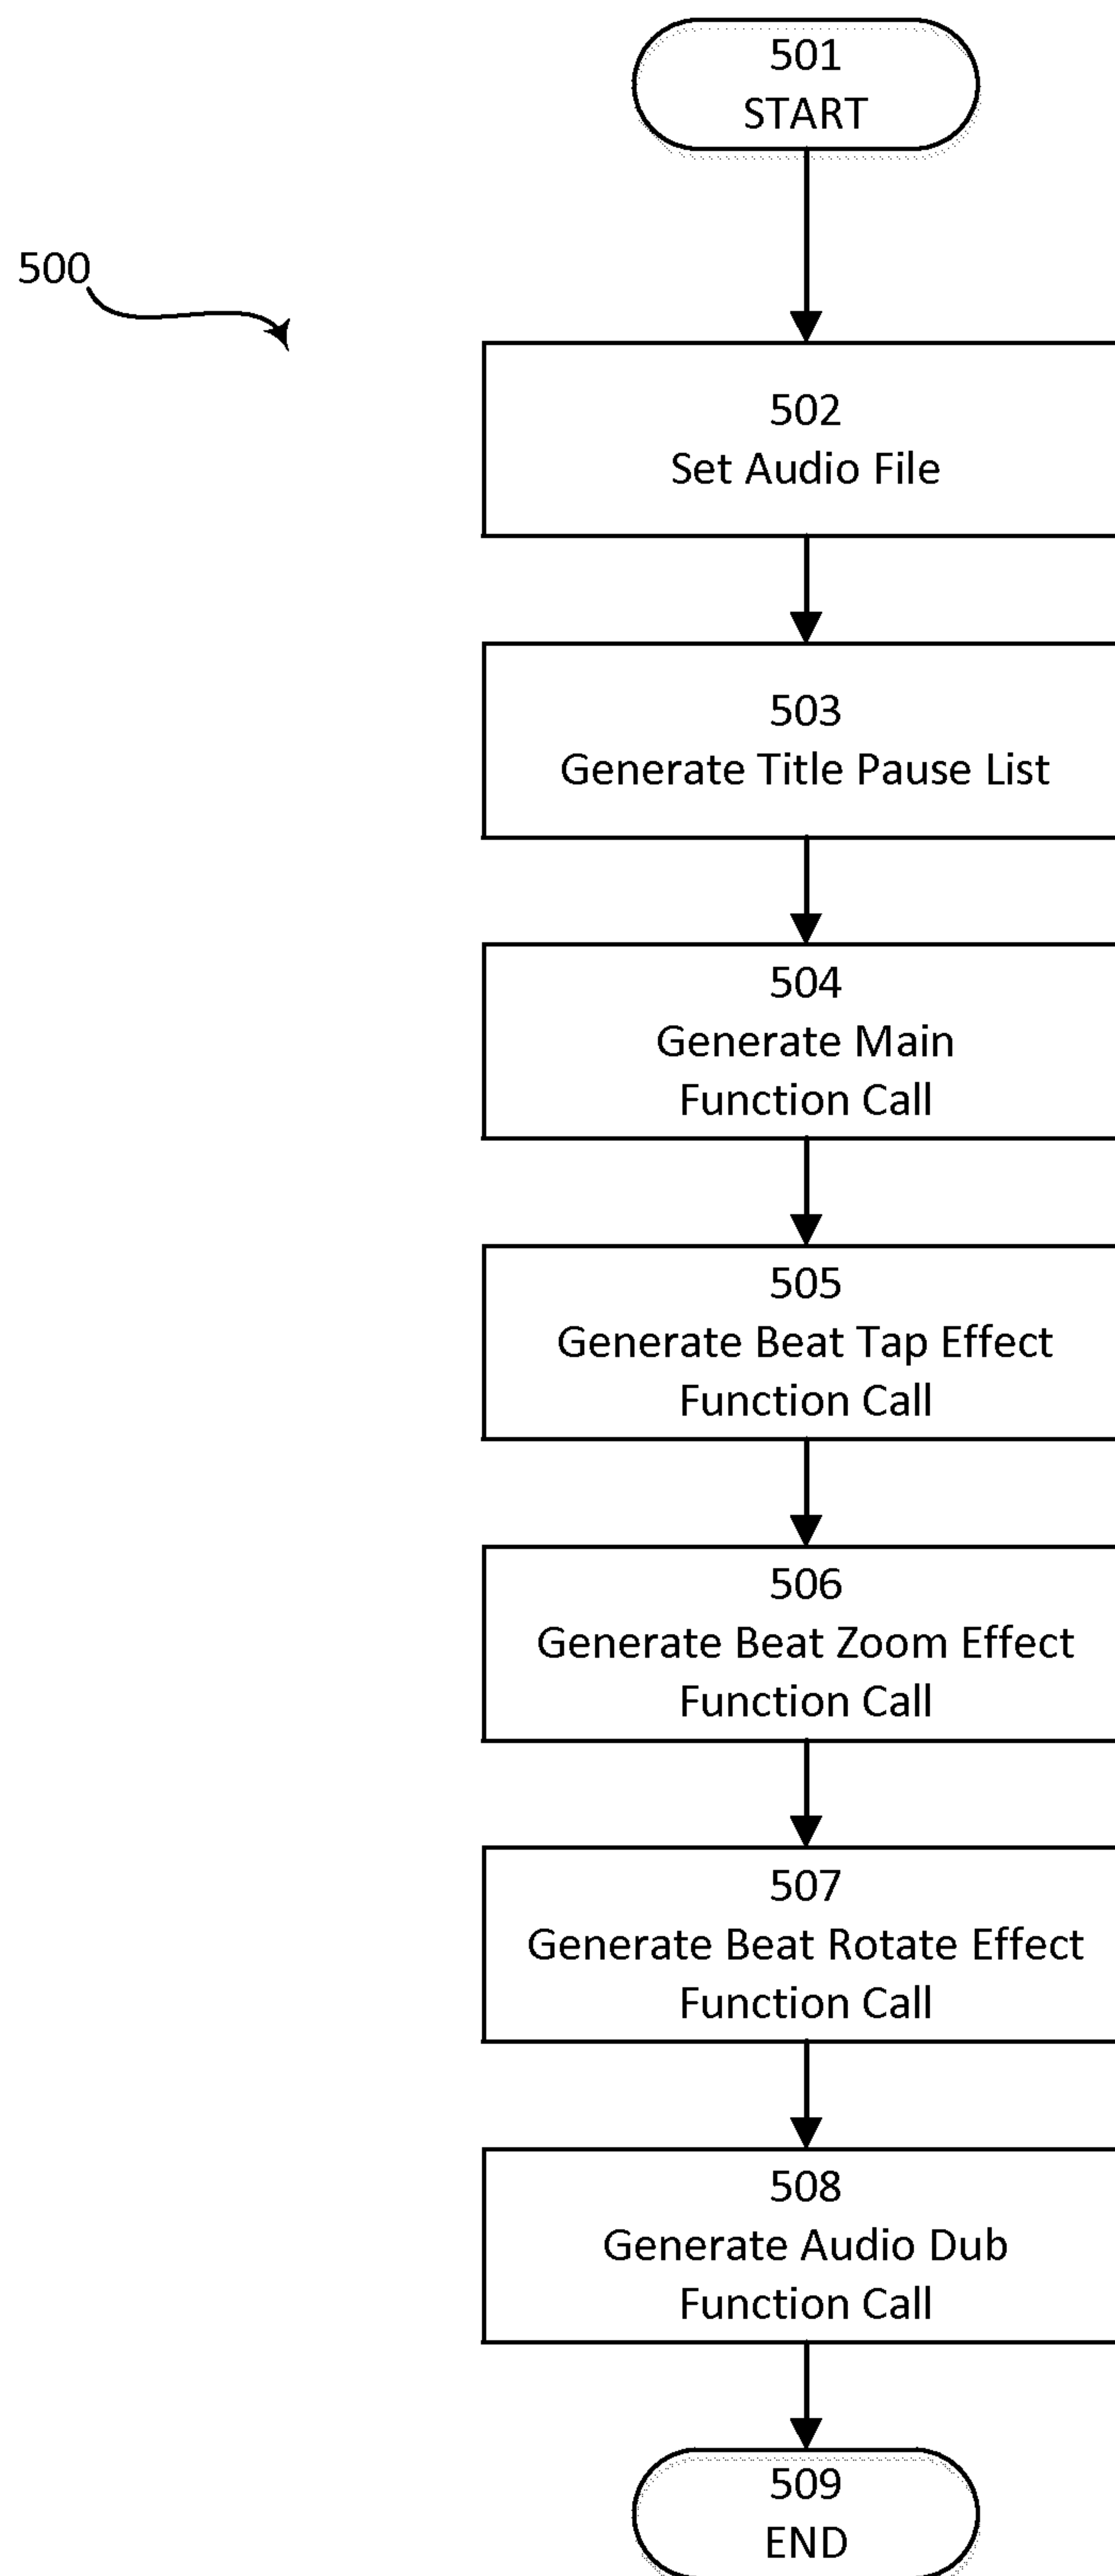 501
START
500
502
Set Audio File
503
Generate Title Pause List
504
Generate Main
Function Call
505
Generate Beat Tap Effect
Function Call
506
Generate Beat Zoom Effect
Function Call
507
Generate Beat Rotate Effect
Function Call
508
Generate Audio Dub
Function Call
509
END